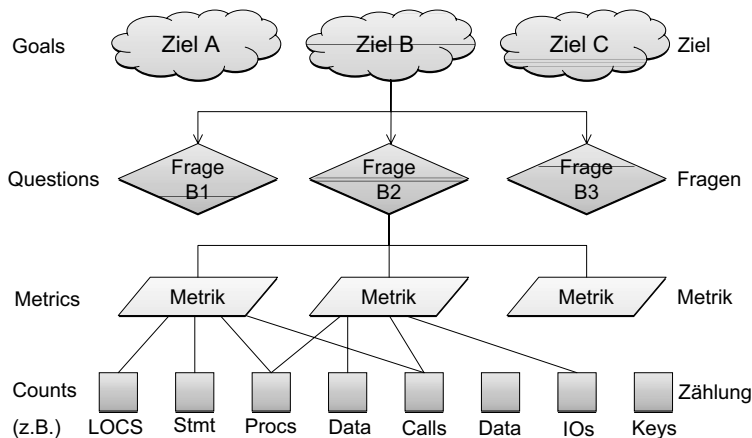 Goals Ziel A Ziel B Ziel C Ziel
Questions Frage B1 Frage B2 Frage B3 Fragen
Metrics Metrik Metrik Metrik Metrik
Counts Zählung
(z.B.) LOCS Stmt Procs Data Calls Data IOs Keys